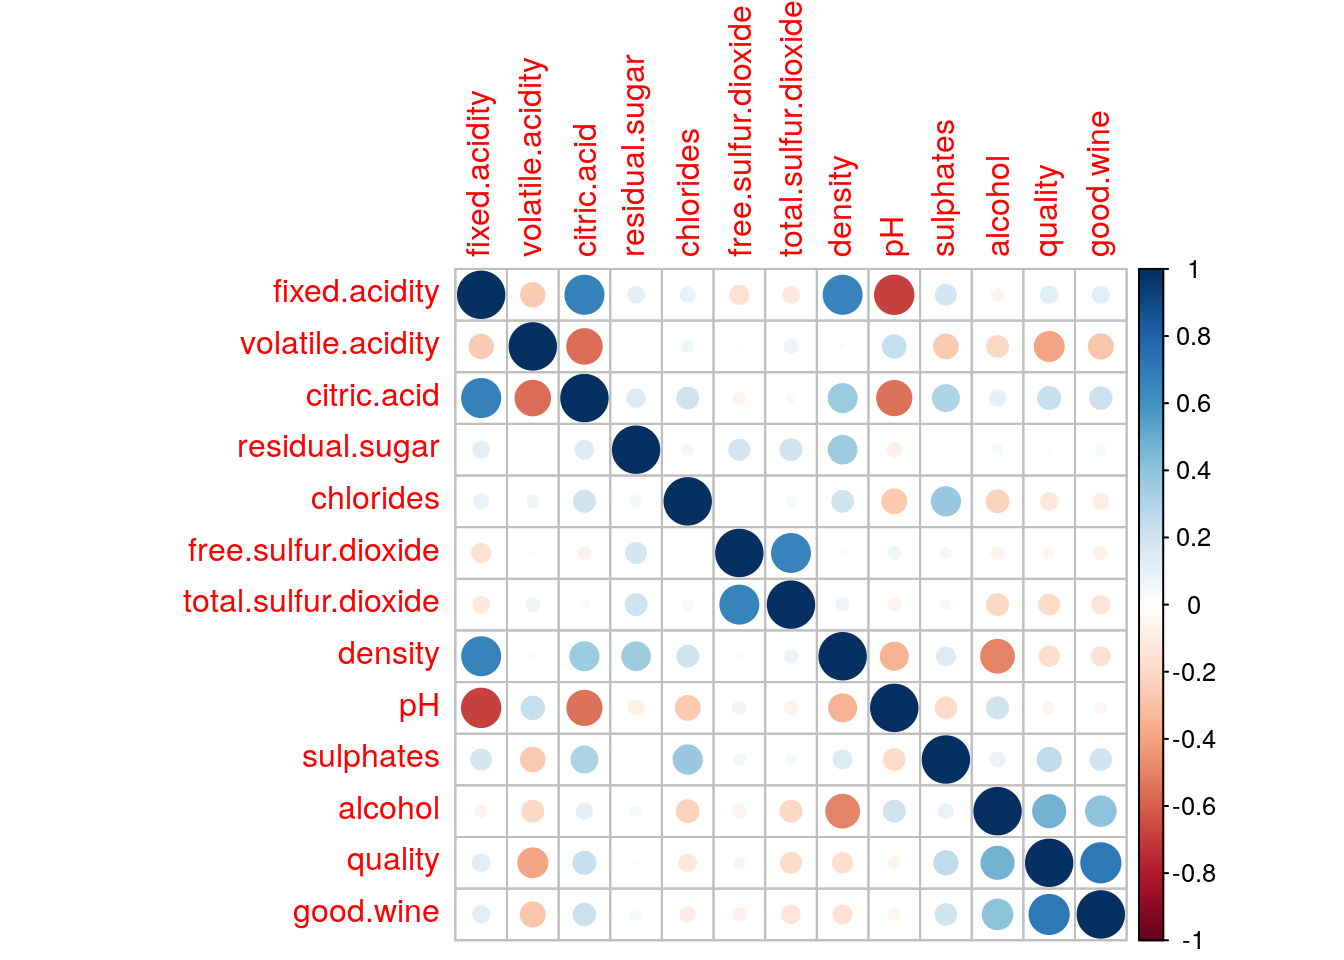 fixed.acidity
volatile.acidity
citric.acid
residual.sugar
chlorides
free.sulfur.dioxide
total.sulfur.dioxide
density
pH
sulphates
alcohol
quality
good.wine
fixed.acidity
volatile.acidity
citric.acid
residual.sugar
chlorides
free.sulfur.dioxide
total.sulfur.dioxide
density
pH
sulphates
alcohol
quality
good.wine
1
0.8
0.6
0.4
0.2
0
-0.2
-0.4
-0.6
-0.8
-1